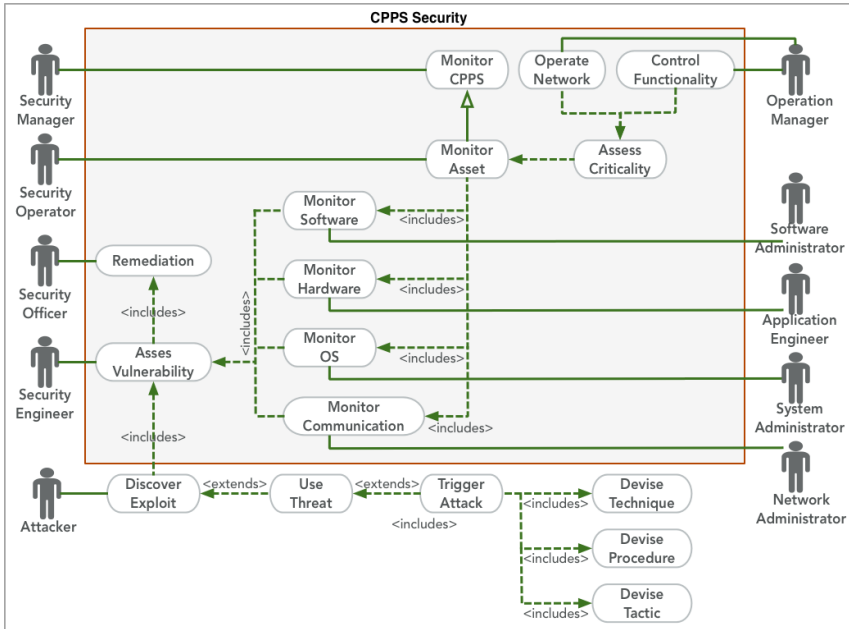 CPPS Security
Monitor
CPPS
Operate
Network
Control
Functionality
Security
Manager
Operation
Manager
Monitor
Asset
Assess
Criticality
Security
Operator
Monitor
Software
<includes>
Software
Administrator
Remediation
Security
Officer
Monitor
Hardware
<includes>
Application
Engineer
<includes>
<includes>
Asses
Vulnerability
Monitor
OS
<includes>
Security
Engineer
System
Administrator
Monitor
Communication
<includes>
<includes>
Attacker
Discover
Exploit
<extends>
Use
Threat
<extends>
Trigger
Attack
<includes>
Devise
Technique
<includes>
Network
Administrator
Devise
Procedure
<includes>
Devise
Tactic
<includes>